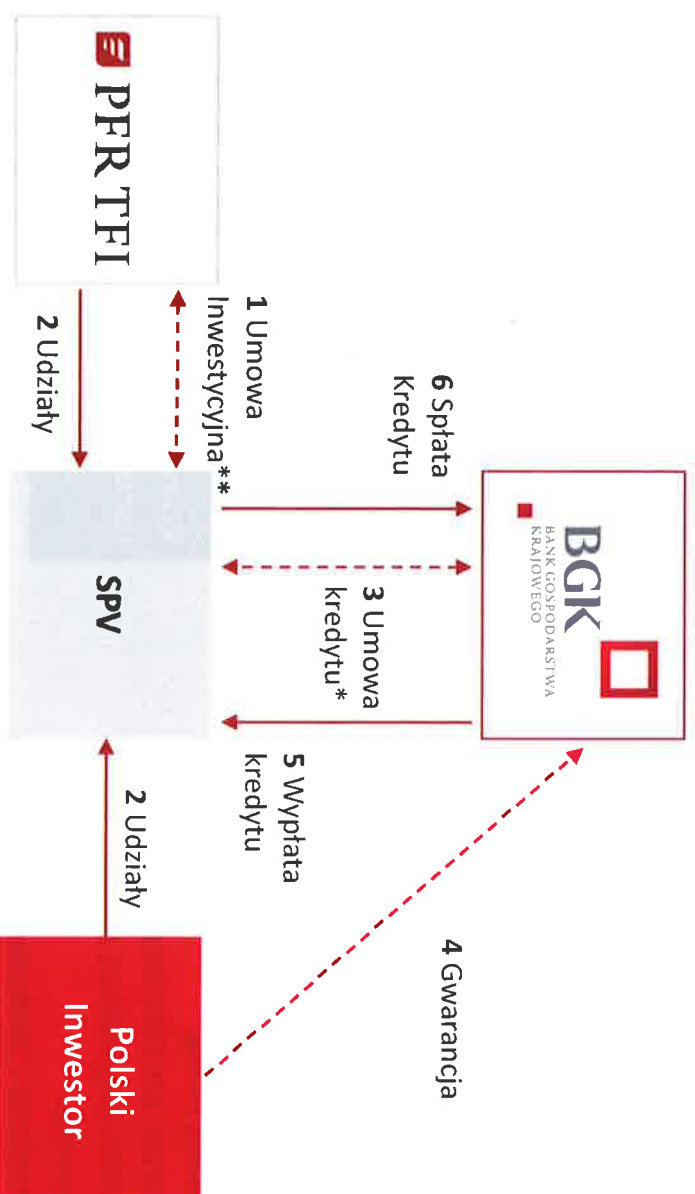 BGK
BANK GOSPODARSTWA
KRAJOWEGO
4 Gwarancja
6 Spłata
Kredytu
3 Umowa
kredytu*
5 Wypłata
kredytu
1 Umowa
Inwestycyjna**
PFR TFI
2 Udziały
SPV
2 Udziały
Polski
Inwestor